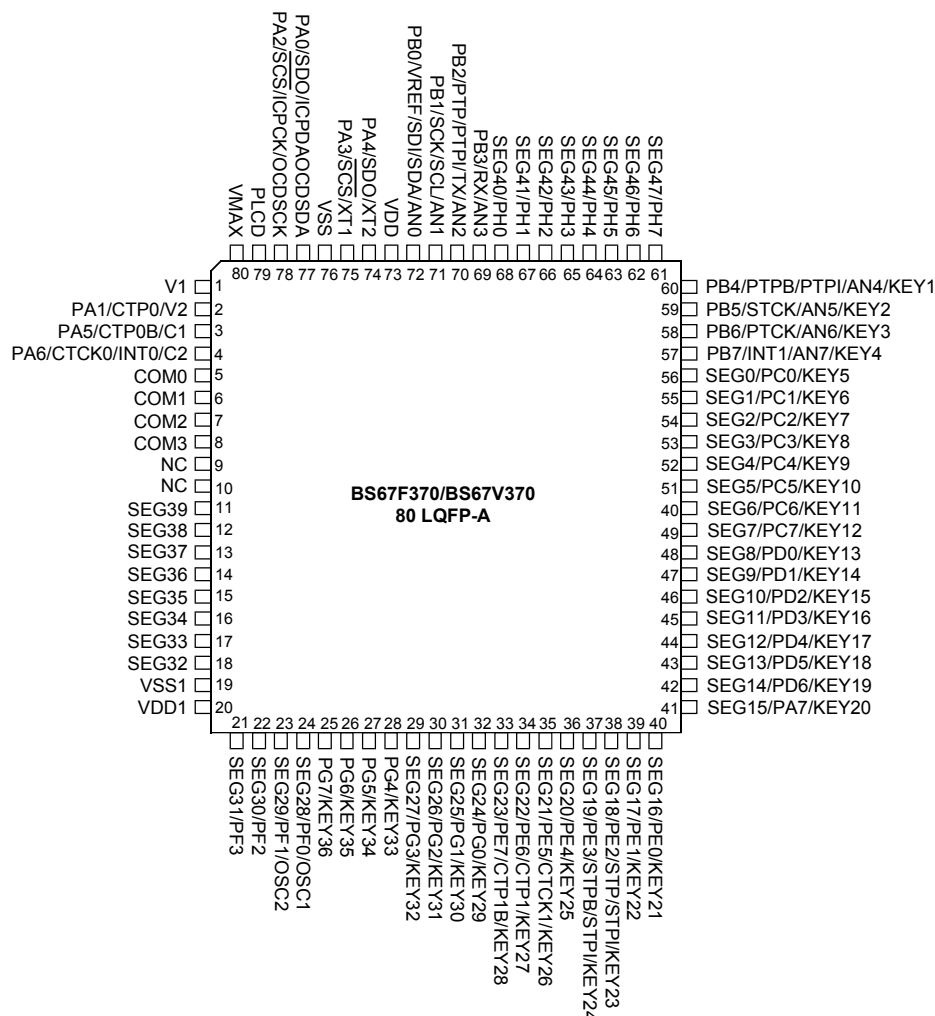 VMAX
PLCD
PA2/SCS/ICPCK/OCDSCK
PA0/SDO/ICPDAOCDSDA
VSS
PA3/SCS/XT1
PA4/SDO/XT2
VDD
PB0/VREF/SDI/SDA/AN0
PB1/SCK/SCL/AN1
PB2/PTP/PTPI/TX/AN2
PB3/RX/AN3
SEG40/PH0
SEG41/PH1
SEG42/PH2
SEG43/PH3
SEG44/PH4
SEG45/PH5
SEG46/PH6
SEG47/PH7
80 79 78 77 76 75 74 73 72 71 70 69 68 67 66 65 64 63 62 61
V1 1
PA1/CTP0/V2 2
PA5/CTP0B/C1 3
PA6/CTCK0/INT0/C2 4
COM0 5
COM1 6
COM2 7
COM3 8
NC 9
NC 10
SEG39 11
SEG38 12
SEG37 13
SEG36 14
SEG35 15
SEG34 16
SEG33 17
SEG32 18
VSS1 19
VDD1 20
BS67F370/BS67V370
80 LQFP-A
60 PB4/PTPB/PTPI/AN4/KEY1
59 PB5/STCK/AN5/KEY2
58 PB6/PTCK/AN6/KEY3
57 PB7/INT1/AN7/KEY4
56 SEG0/PC0/KEY5
55 SEG1/PC1/KEY6
54 SEG2/PC2/KEY7
53 SEG3/PC3/KEY8
52 SEG4/PC4/KEY9
51 SEG5/PC5/KEY10
40 SEG6/PC6/KEY11
49 SEG7/PC7/KEY12
48 SEG8/PD0/KEY13
47 SEG9/PD1/KEY14
46 SEG10/PD2/KEY15
45 SEG11/PD3/KEY16
44 SEG12/PD4/KEY17
43 SEG13/PD5/KEY18
42 SEG14/PD6/KEY19
41 SEG15/PA7/KEY20
21 22 23 24 25 26 27 28 29 30 31 32 33 34 35 36 37 38 39 40
SEG31/PF3
SEG30/PF2
SEG29/PF1/OSC2
SEG28/PF0/OSC1
PG7/KEY36
PG6/KEY35
PG5/KEY34
PG4/KEY33
SEG27/PG3/KEY32
SEG26/PG2/KEY31
SEG25/PG1/KEY30
SEG24/PG0/KEY29
SEG23/PE7/CTP1B/KEY28
SEG22/PE6/CTP1/KEY27
SEG21/PE5/CTCK1/KEY26
SEG20/PE4/KEY25
SEG19/PE3/STPB/STPI/KEY24
SEG18/PE2/STP/STPI/KEY23
SEG17/PE1/KEY22
SEG16/PE0/KEY21